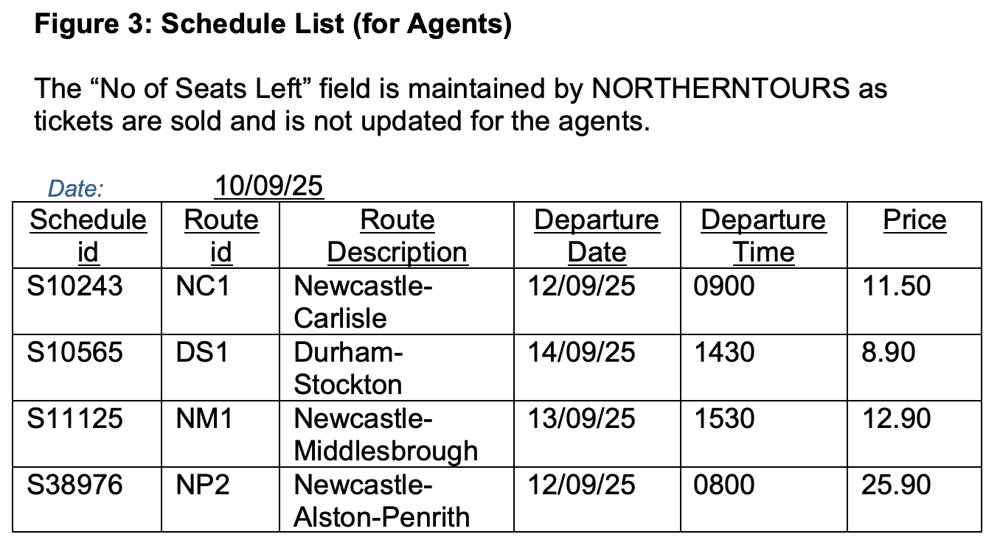 Figure 3: Schedule List (for Agents)
The “No of Seats Left” field is maintained by NORTHERNTOURS as
tickets are sold and is not updated for the agents.
Date: 10/09/25
Schedule id Route id Route Description Departure Date Departure Time Price
S10243 NC1 Newcastle- 12/09/25 0900 11.50
Carlisle
S10565 DS1 Durham- 14/09/25 1430 8.90
Stockton
S11125 NM1 Newcastle- 13/09/25 1530 12.90
Middlesbrough
S38976 NP2 Newcastle- 12/09/25 0800 25.90
Alston-Penrith